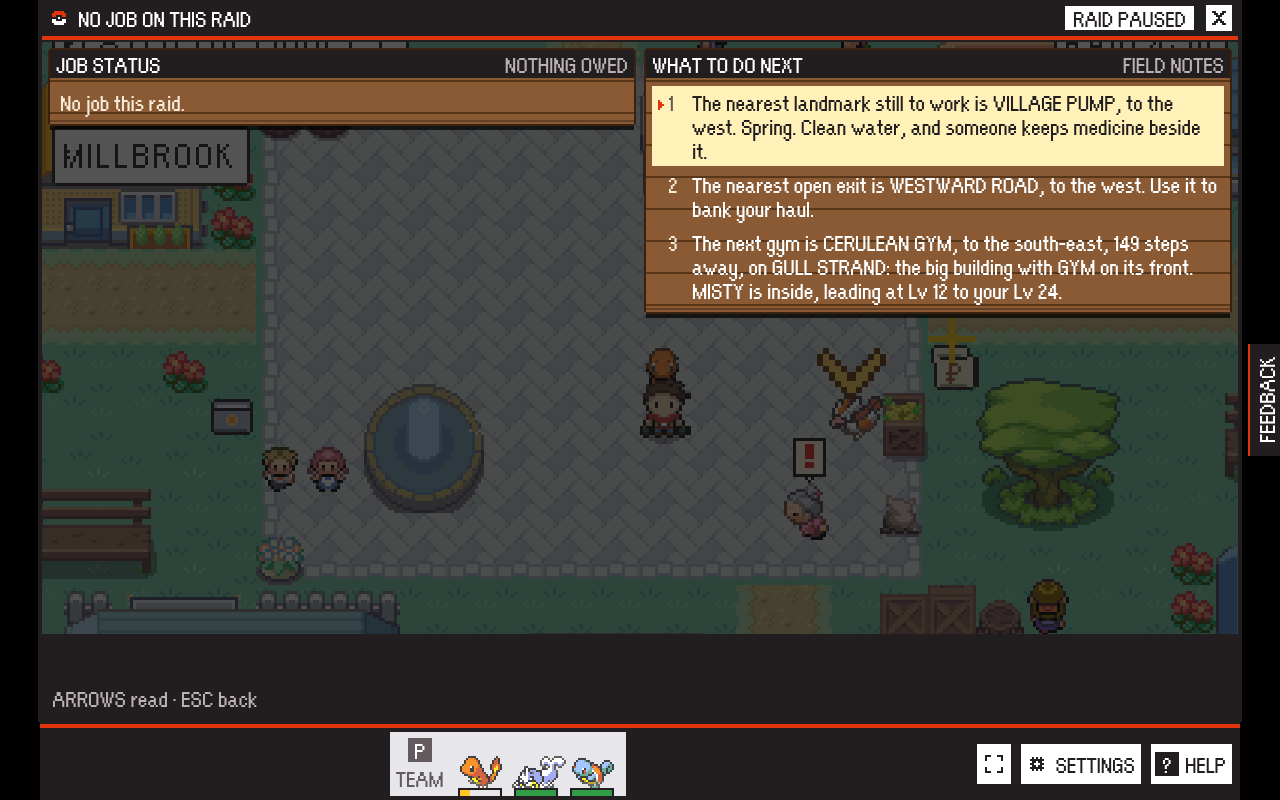 NO JOB ON THIS RAID
RAID PAUSED
X
JOB STATUS
NOTHING OWED
No job this raid.
WHAT TO DO NEXT
FIELD NOTES
1 The nearest landmark still to work is VILLAGE PUMP, to the
west. Spring. Clean water, and someone keeps medicine beside
it.
2 The nearest open exit is WESTWARD ROAD, to the west. Use it to
bank your haul.
3 The next gym is CERULEAN GYM, to the south-east, 149 steps
away, on GULL STRAND: the big building with GYM on its front.
MISTY is inside, leading at Lv 12 to your Lv 24.
MILLBROOK
!
FEEDBACK
ARROWS read · ESC back
P
TEAM
SETTINGS
? HELP